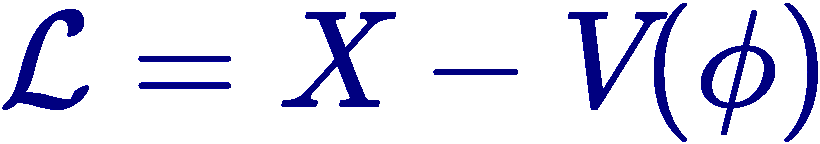 ℒ = X − V(ϕ)